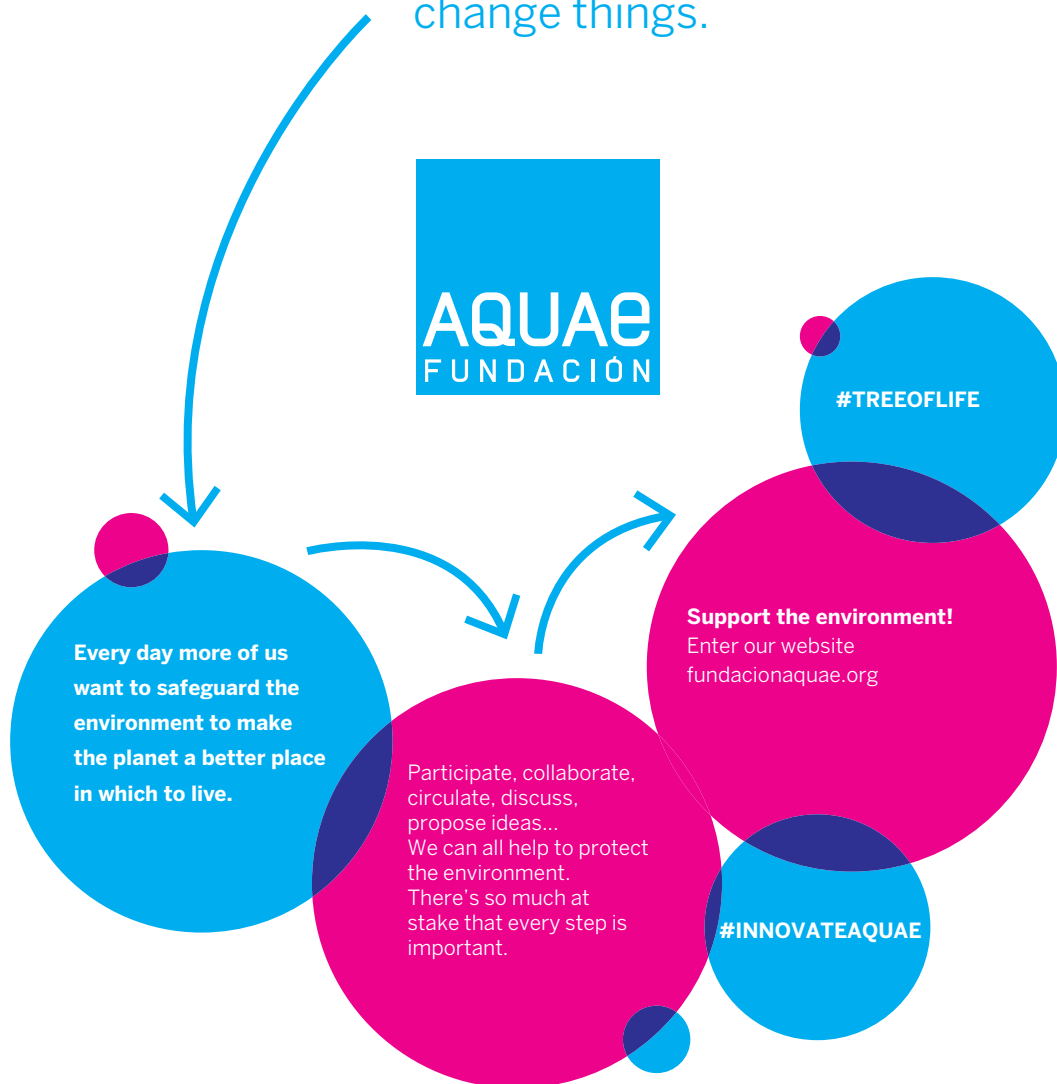 change things.
AQUAE
FUNDACIÓN
Every day more of us
want to safeguard the
environment to make
the planet a better place
in which to live.
Participate, collaborate,
circulate, discuss,
propose ideas...
We can all help to protect
the environment.
There's so much at
stake that every step is
important.
Support the environment!
Enter our website
fundacionaquae.org
#TREEOFLIFE
#INNOVATEAQUAE